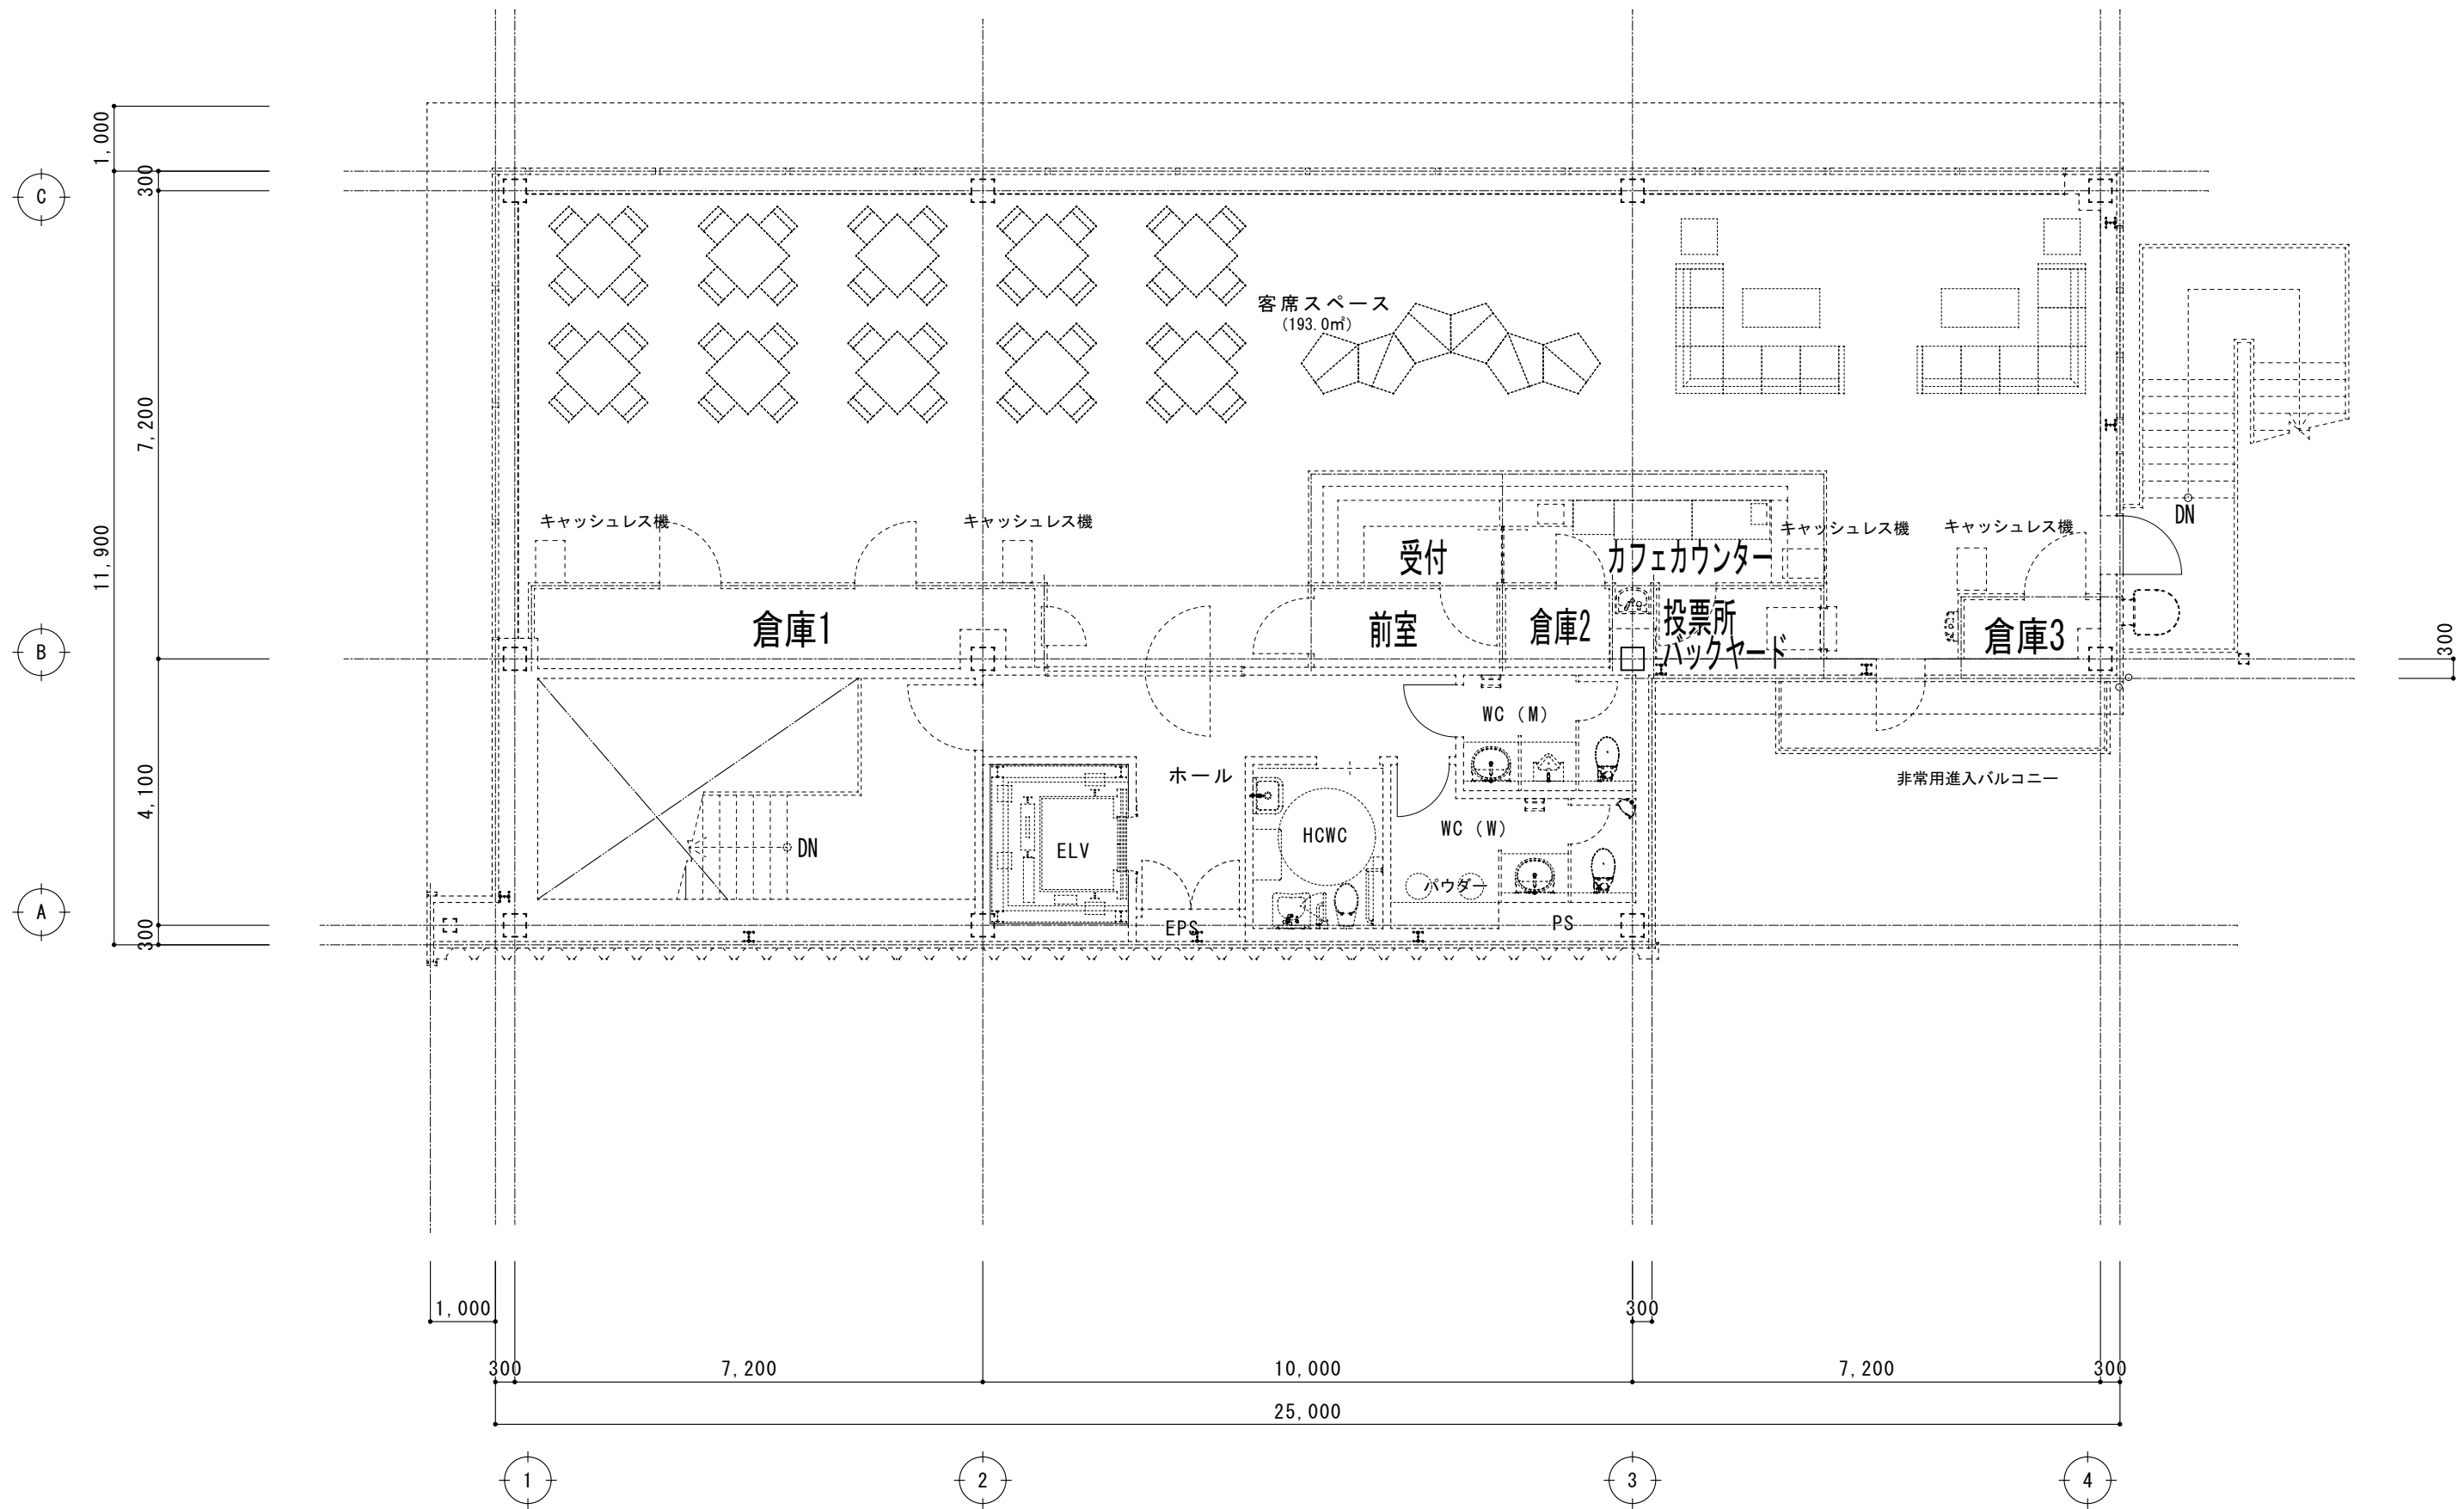 1,000
300
C
7,200
11,900
B
4,100
A
300
客席スペース
(193.0㎡)
キャッシュレス機
キャッシュレス機
キャッシュレス機
キャッシュレス機
DN
受付
カフェカウンター
倉庫1
前室
倉庫2
投票所
バックヤード
倉庫3
300
WC (M)
ホール
非常用進入バルコニー
DN
ELV
HCWC
WC (W)
パウダー
EPS
PS
1,000
300
300
7,200
10,000
7,200
300
25,000
1
2
3
4